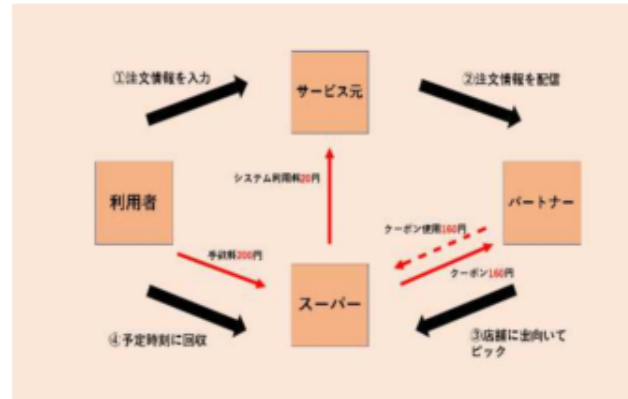 ①注文情報を入力
サービス元
②注文情報を配信
システム利用料20円
利用者
パートナー
クーポン使用160円
手数料200円
クーポン160円
スーパー
④予定時刻に回収
③店舗に出向いて
ピック